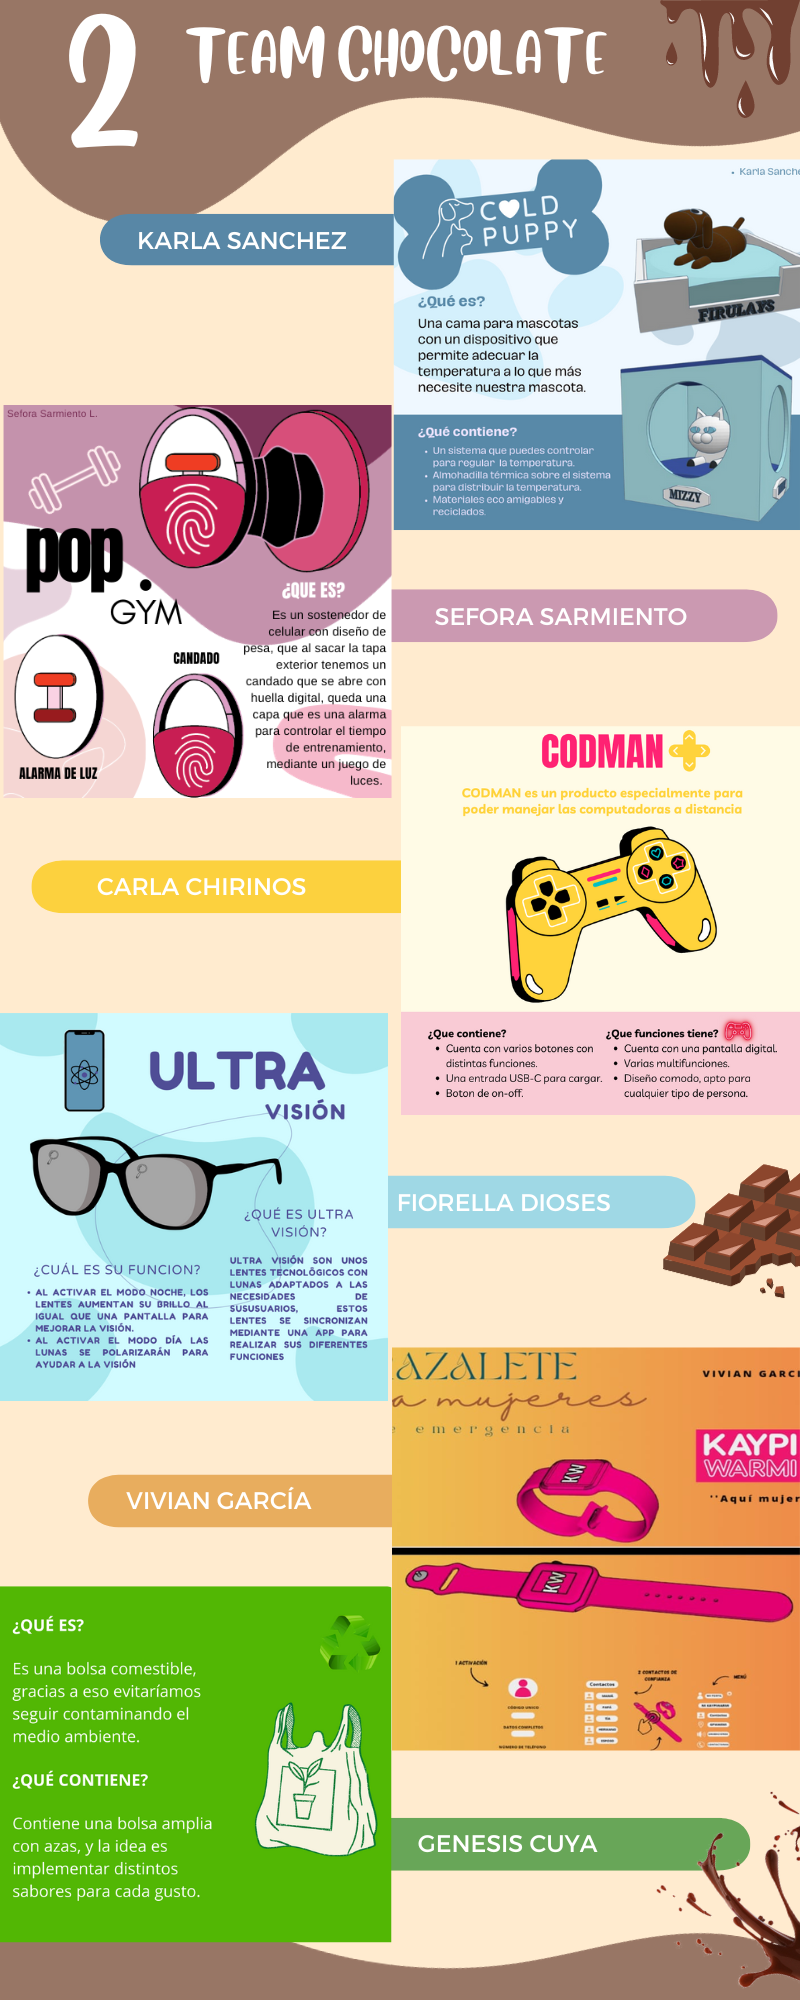 2 TEAM CHOCOLATE
KARLA SANCHEZ
• Karla Sanche
COLD
PUPPY
¿Qué es?
Una cama para mascotas
con un dispositivo que
permite adecuar la
temperatura a lo que más
necesite nuestra mascota.
FIRULAYS
¿Qué contiene?
• Un sistema que puedes controlar
para regular la temperatura.
• Almohadilla térmica sobre el sistema
para distribuir la temperatura.
• Materiales eco amigables y
reciclados.
MIZZY
Sefora Sarmiento L.
pop.
GYM
¿QUE ES?
Es un sostenedor de
celular con diseño de
pesa, que al sacar la tapa
exterior tenemos un
candado que se abre con
huella digital, queda una
capa que es una alarma
para controlar el tiempo
de entrenamiento,
mediante un juego de
luces.
CANDADO
ALARMA DE LUZ
SEFORA SARMIENTO
CODMAN
CODMAN es un producto especialmente para
poder manejar las computadoras a distancia
CARLA CHIRINOS
¿Que contiene?
• Cuenta con varios botones con
distintas funciones.
• Una entrada USB-C para cargar.
• Boton de on-off.
¿Que funciones tiene?
• Cuenta con una pantalla digital.
• Varias multifunciones.
• Diseño comodo, apto para
cualquier tipo de persona.
ULTRA
VISIÓN
¿QUÉ ES ULTRA
VISIÓN?
ULTRA VISIÓN SON UNOS
LENTES TECNOLÓGICOS CON
LUNAS ADAPTADOS A LAS
NECESIDADES DE
SUSUSUARIOS, ESTOS
LENTES SE SINCRONIZAN
MEDIANTE UNA APP PARA
REALIZAR SUS DIFERENTES
FUNCIONES
¿CUÁL ES SU FUNCION?
• AL ACTIVAR EL MODO NOCHE, LOS
LENTES AUMENTAN SU BRILLO AL
IGUAL QUE UNA PANTALLA PARA
MEJORAR LA VISIÓN.
• AL ACTIVAR EL MODO DÍA LAS
LUNAS SE POLARIZARÁN PARA
AYUDAR A LA VISIÓN
FIORELLA DIOSES
AZALETE
a mujeres
e emergencia
VIVIAN GARC
KAYPI
WARMI
''Aquí mujer
KW
VIVIAN GARCÍA
KW
1 ACTIVACIÓN
CÓDIGO UNICO
DATOS COMPLETOS
NÚMERO DE TELÉFONO
Contactos
2 CONTACTOS DE
CONFIANZA
MENÚ
¿QUÉ ES?
Es una bolsa comestible,
gracias a eso evitaríamos
seguir contaminando el
medio ambiente.
¿QUÉ CONTIENE?
Contiene una bolsa amplia
con azas, y la idea es
implementar distintos
sabores para cada gusto.
GENESIS CUYA